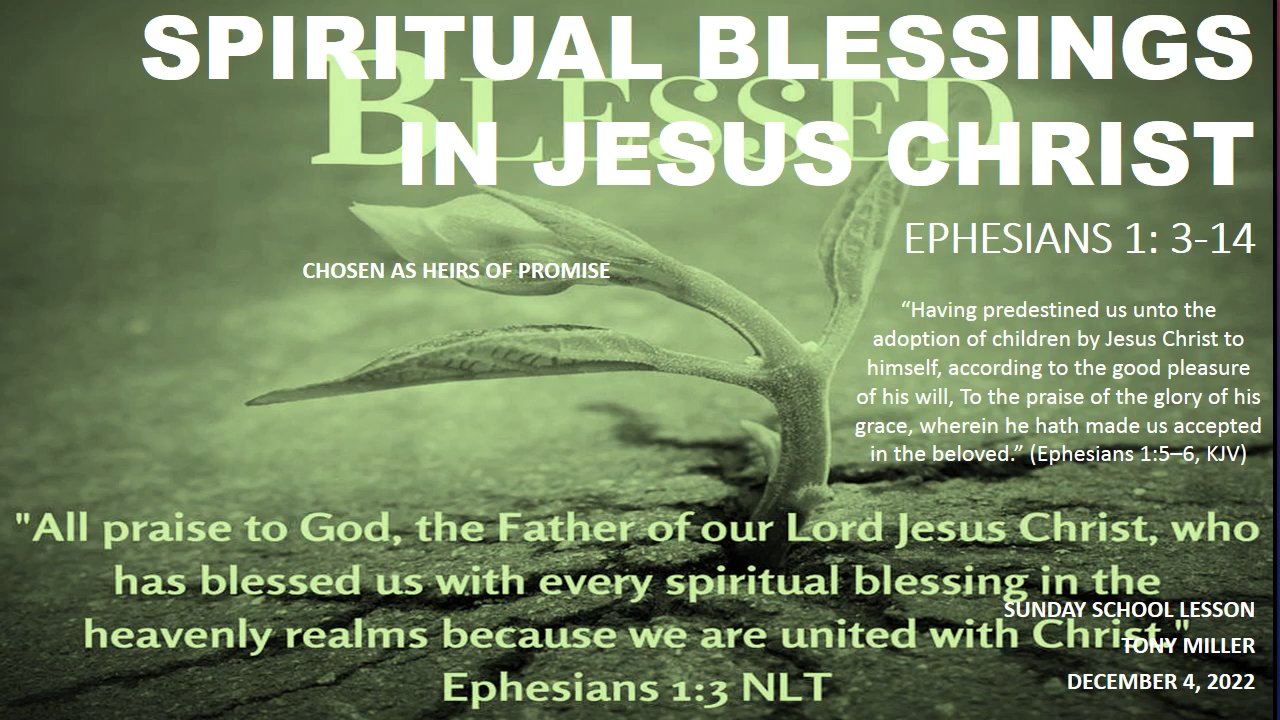 SPIRITUAL BLESSINGS
BLESSED
IN JESUS CHRIST
EPHESIANS 1: 3-14
CHOSEN AS HEIRS OF PROMISE
“Having predestined us unto the
adoption of children by Jesus Christ to
himself, according to the good pleasure
of his will, To the praise of the glory of his
grace, wherein he hath made us accepted
in the beloved.” (Ephesians 1:5–6, KJV)
"All praise to God, the Father of our Lord Jesus Christ, who
has blessed us with every spiritual blessing in the
heavenly realms because we are united with Christ."
Ephesians 1:3 NLT
SUNDAY SCHOOL LESSON
TONY MILLER
DECEMBER 4, 2022